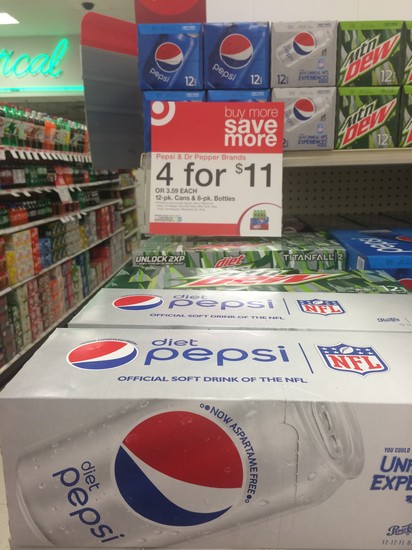 ical
pepsi
12
pepsi
12
12
mtn
DEW
12
buy more
save
more
Pepsi & Dr Pepper Brands
4 for $11
OR 3.59 EACH
12-pk. Cans & 8-pk. Bottles
UNLOCK 2XP
diet
TITANFALL 2
DEW
12
diet
pepsi
NFL
OFFICIAL SOFT DRINK OF THE NFL
diet
pepsi
NFL
OFFICIAL SOFT DRINK OF THE NFL
NOW ASPARTAME FREE
diet
pepsi
YOU COULD
UN
EXPE